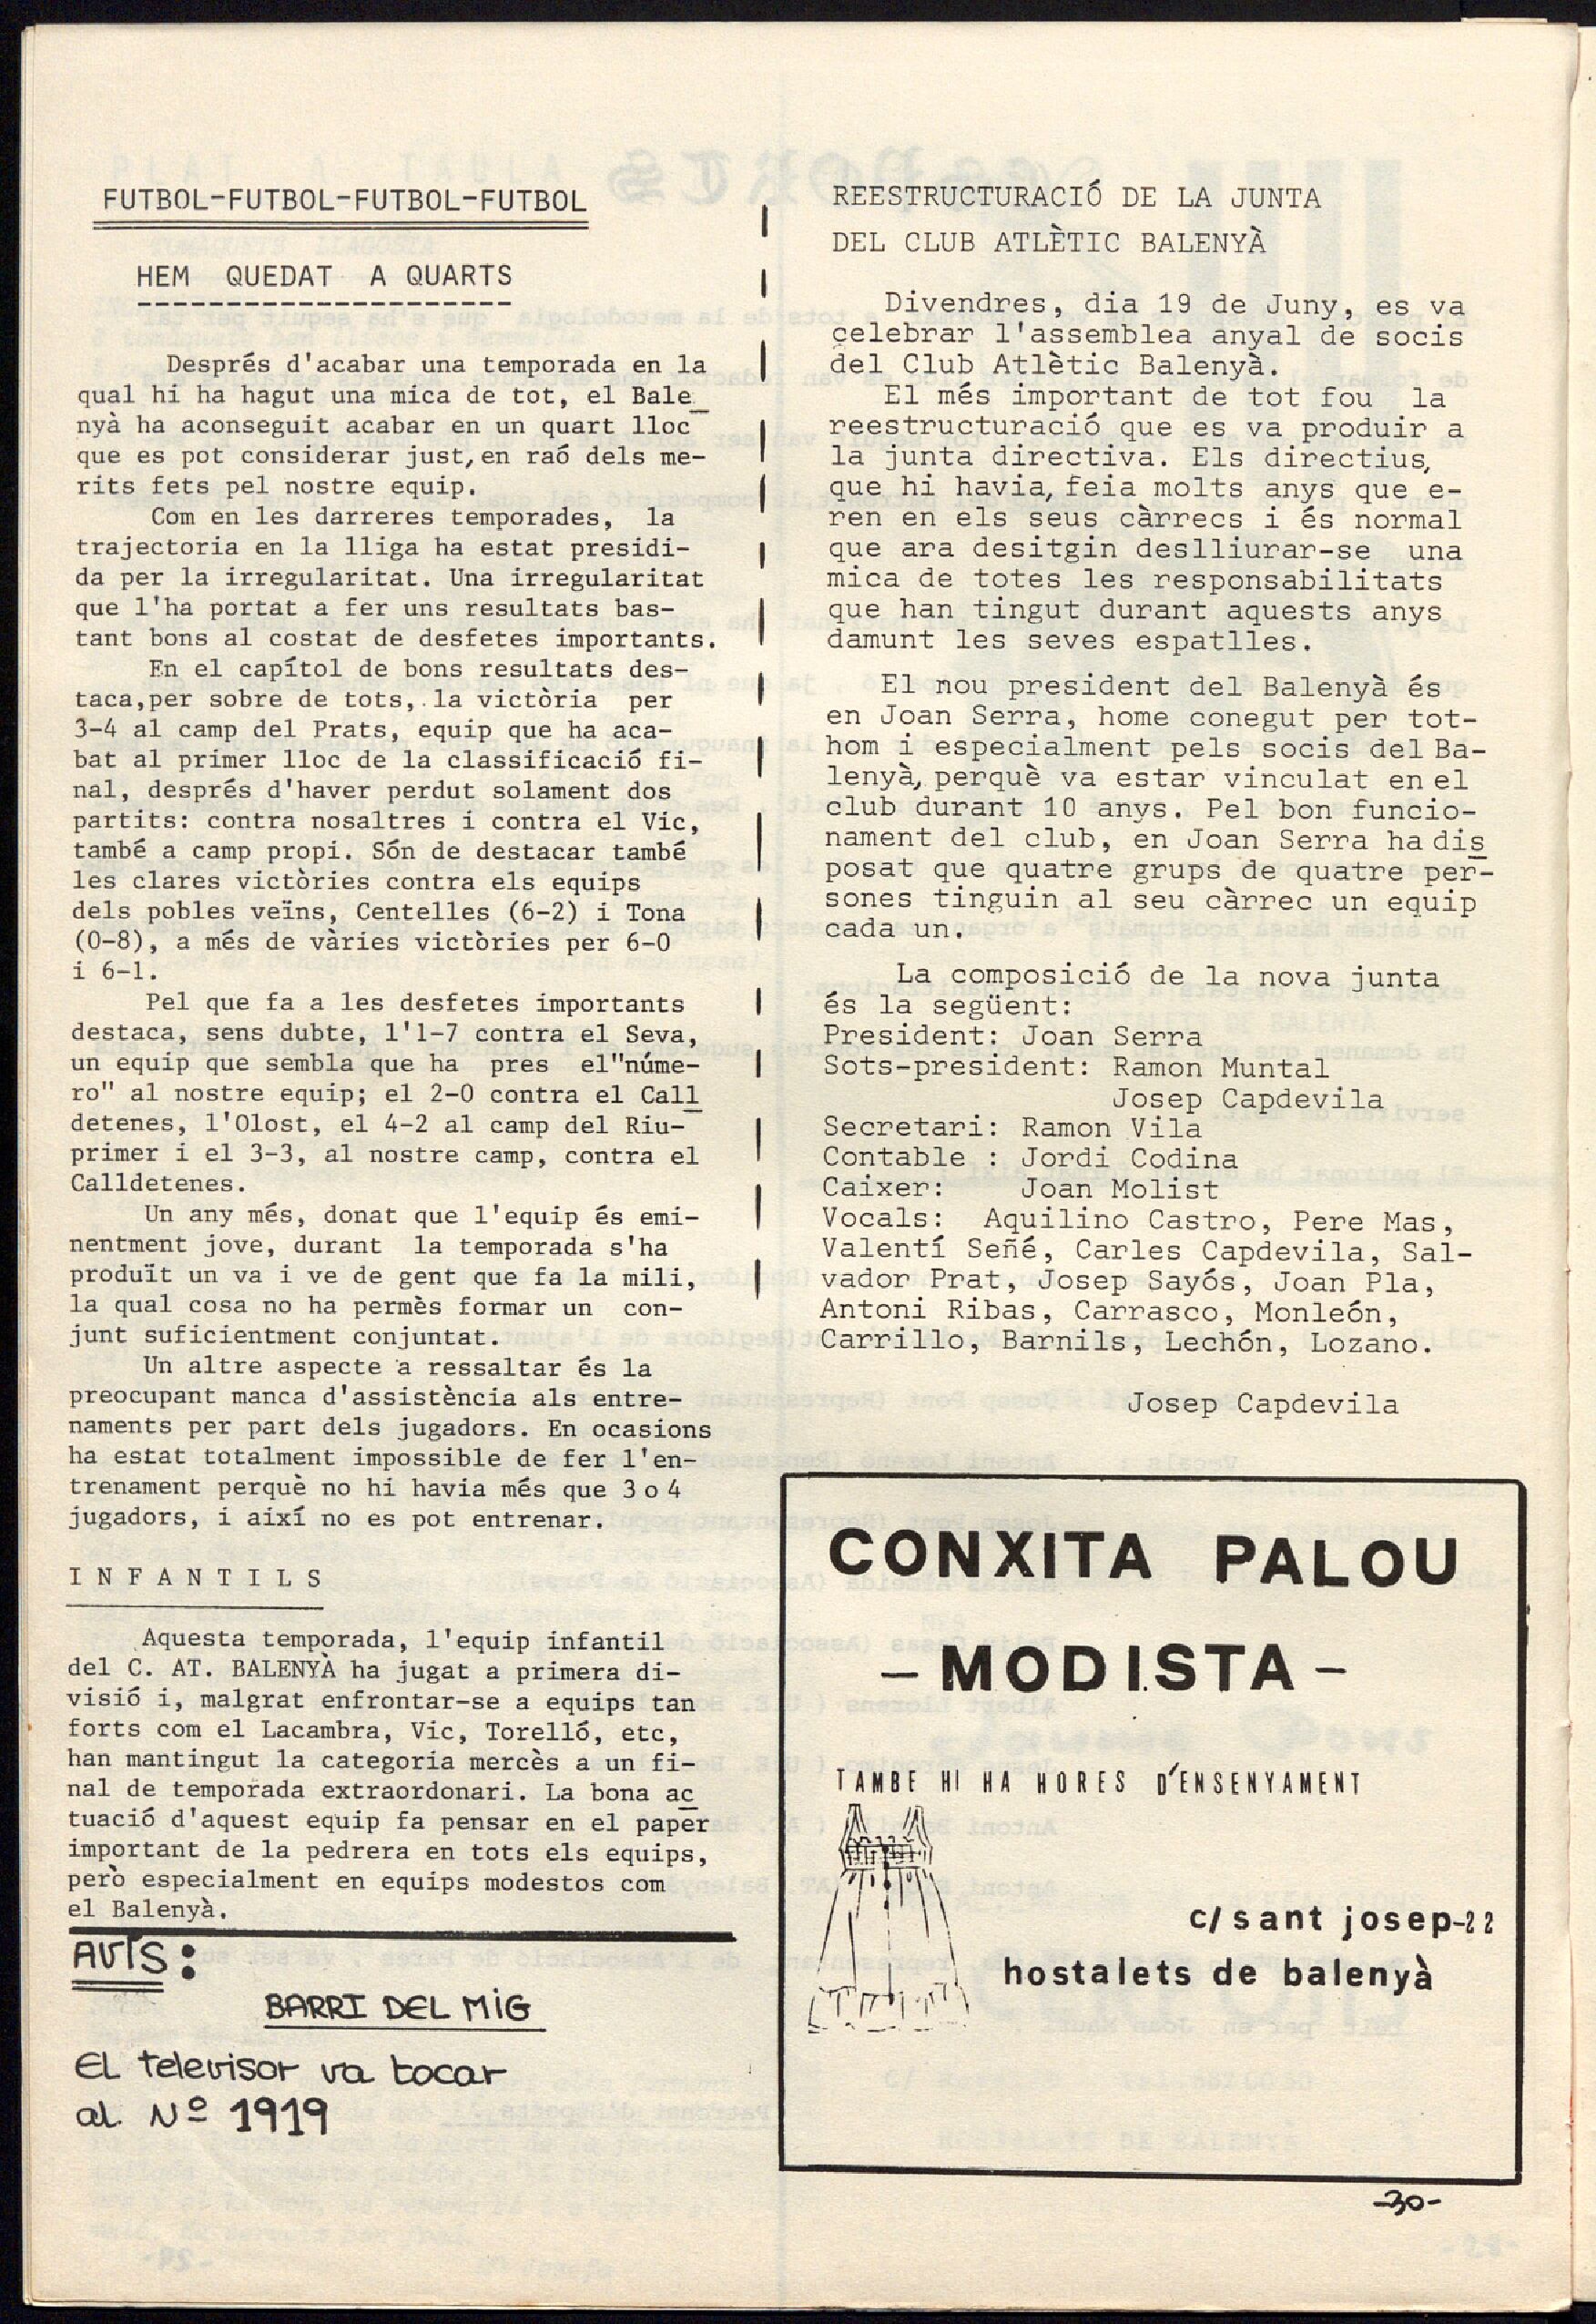 FUTBOL-FUTBOL-FUTBOL-FUTBOL
HEM QUEDAT A QUARTS
Després d'acabar una temporada en la
qual hi ha hagut una mica de tot, el Bale
nyà ha aconseguit acabar en un quart lloc
que es pot considerar just, en raó dels me-
rits fets pel nostre equip.
Com en les darreres temporades, la
trajectoria en la lliga ha estat presidi-
da per la irregularitat. Una irregularitat
que l'ha portat a fer uns resultats bas-
tant bons al costat de desfetes importants.
En el capítol de bons resultats des-
taca,per sobre de tots, la victòria per
3-4 al camp del Prats, equip que ha aca-
bat al primer lloc de la classificació fi-
nal, després d'haver perdut solament dos
partits: contra nosaltres i contra el Vic,
també a camp propi. Són de destacar també
les clares victòries contra els equips
dels pobles veïns, Centelles (6-2) i Tona
(0-8), a més de vàries victòries per 6-0
i 6-1.
Pel que fa a les desfetes importants
destaca, sens dubte, l'1-7 contra el Seva,
un equip que sembla que ha pres el"núme-
ro" al nostre equip; el 2-0 contra el Call
detenes, l'Olost, el 4-2 al camp del Riu-
primer i el 3-3, al nostre camp, contra el
Calldetenes.
Un any més, donat que l'equip és emi-
nentment jove, durant la temporada s'ha
produït un va i ve de gent que fa la mili,
la qual cosa no ha permès formar un con-
junt suficientment conjuntat.
Un altre aspecte a ressaltar és la
preocupant manca d'assistència als entre-
naments per part dels jugadors. En ocasions
ha estat totalment impossible de fer l'en-
trenament perquè no hi havia més que 3 o 4
jugadors, i així no es pot entrenar.
INFANTILS
Aquesta temporada, l'equip infantil
del C. AT. BALENYÀ ha jugat a primera di-
visió i, malgrat enfrontar-se a equips tan
forts com el Lacambra, Vic, Torelló, etc,
han mantingut la categoria mercès a un fi-
nal de temporada extraordonari. La bona ac
tuació d'aquest equip fa pensar en el paper
important de la pedrera en tots els equips,
però especialment en equips modestos com
el Balenyà.
AVIS:
BARRI DEL MiG
EL televisor va tocar
al Nº 1919
REESTRUCTURACIÓ DE LA JUNTA
DEL CLUB ATLÈTIC BALENYÀ
Divendres, dia 19 de Juny, es va
celebrar l'assemblea anyal de socis
del Club Atlètic Balenyà.
El més important de tot fou la
reestructuració que es va produir a
la junta directiva. Els directius,
que hi havia, feia molts anys que e-
ren en els seus càrrecs i és normal
que ara desitgin deslliurar-se una
mica de totes les responsabilitats
que han tingut durant aquests anys
damunt les seves espatlles.
El nou president del Balenyà és
en Joan Serra, home conegut per tot-
hom i especialment pels socis del Ba-
lenyà, perquè va estar vinculat en el
club durant 10 anys. Pel bon funcio-
nament del club, en Joan Serra ha dis
posat que quatre grups de quatre per-
sones tinguin al seu càrrec un equip
cada un.
La composició de la nova junta
és la següent:
President: Joan Serra
Sots-president: Ramon Muntal
Josep Capdevila
Secretari: Ramon Vila
Contable : Jordi Codina
Caixer: Joan Molist
Vocals: Aquilino Castro, Pere Mas,
Valentí Señé, Carles Capdevila, Sal-
vador Prat, Josep Sayós, Joan Pla,
Antoni Ribas, Carrasco, Monleón,
Carrillo, Barnils, Lechón, Lozano.
Josep Capdevila
CONXITA PALOU
- MODISTA -
TAMBE HI HA HORES D'ENSENYAMENT
c/ sant josep-22
hostalets de balenyà
-30-